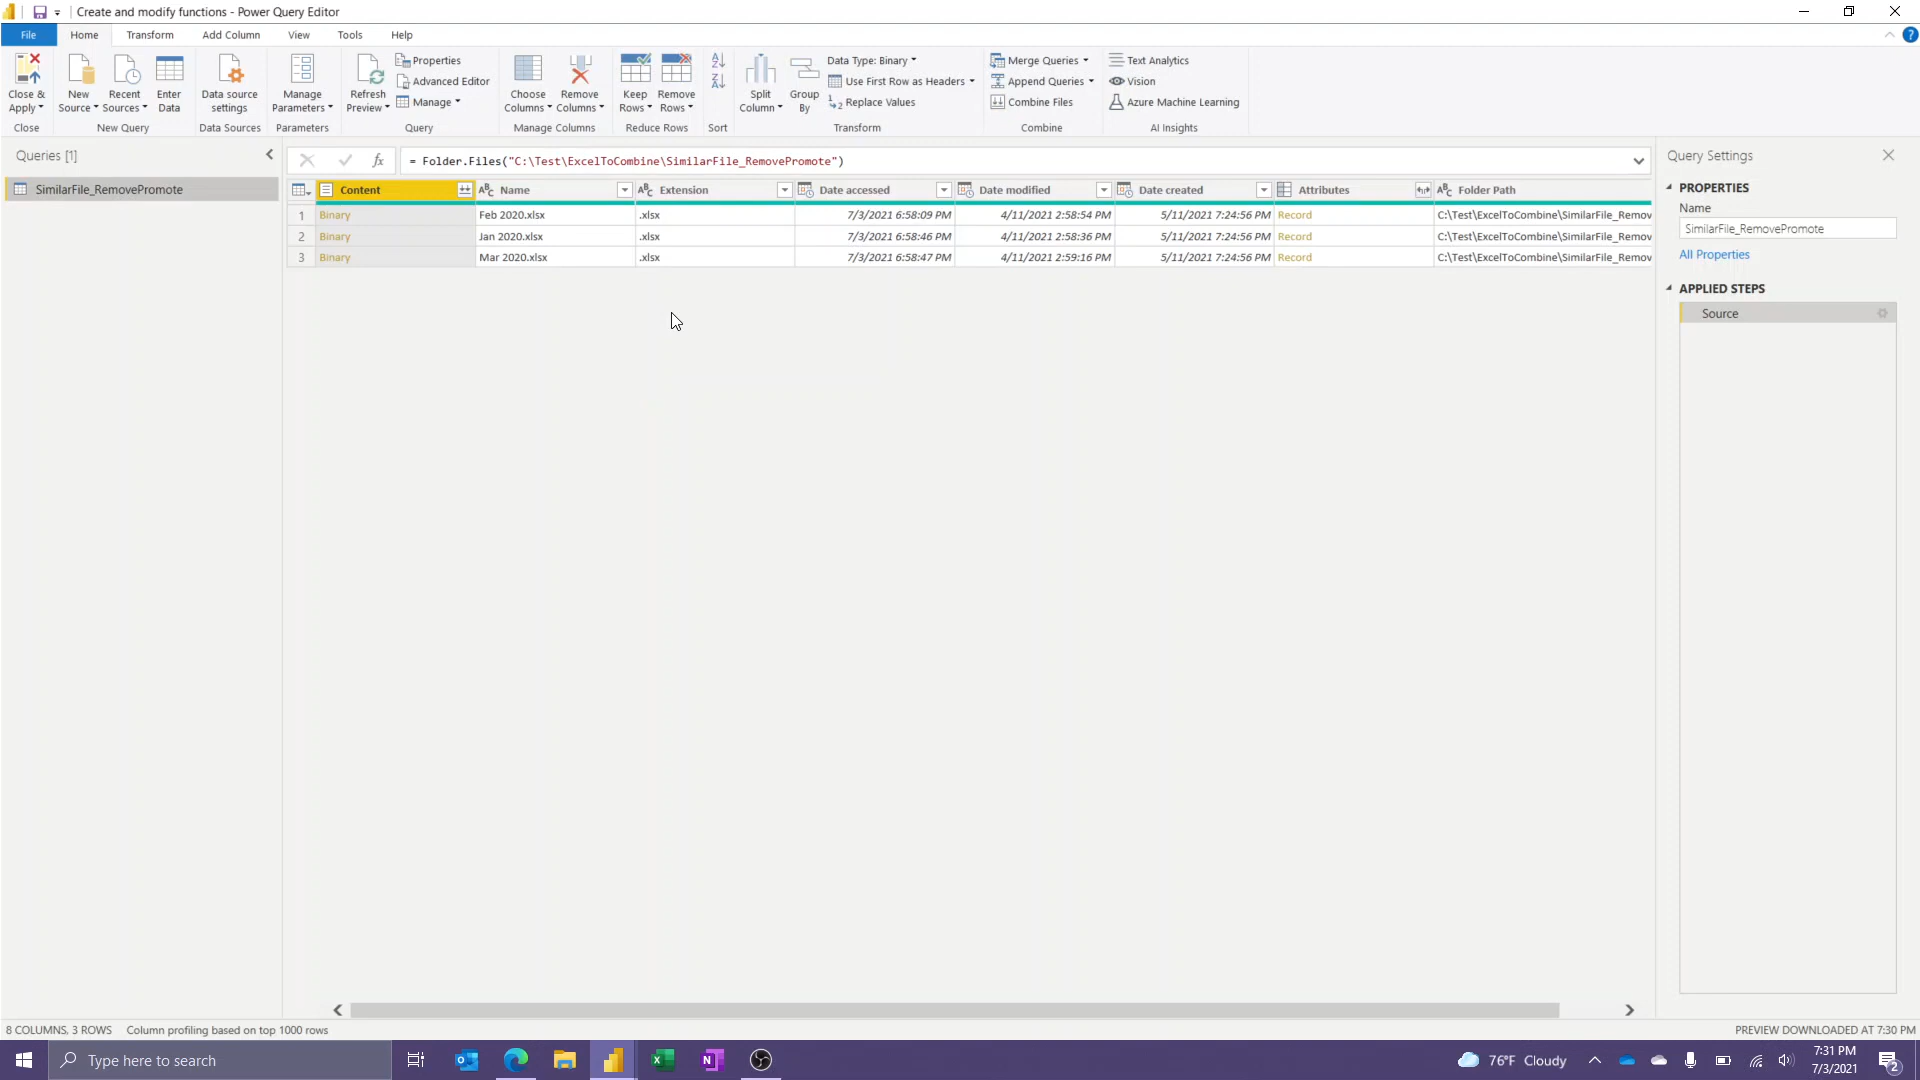 Create and modify functions - Power Query Editor
File Home Transform Add Column View Tools Help
Close & Apply
New Source
Recent Sources
Enter Data
Data source settings
Manage Parameters
Refresh Preview
Properties
Advanced Editor
Manage
Choose Columns
Remove Columns
Keep Rows
Remove Rows
Split Column
Group By
Data Type: Binary
Use First Row as Headers
Replace Values
Merge Queries
Append Queries
Combine Files
Text Analytics
Vision
Azure Machine Learning
Close New Query Data Sources Parameters Query Manage Columns Reduce Rows Sort Transform Combine AI Insights
Queries [1]
SimilarFile_RemovePromote
fx = Folder.Files("C:\Test\ExcelToCombine\SimilarFile_RemovePromote")
Content Name Extension Date accessed Date modified Date created Attributes Folder Path
1 Binary Feb 2020.xlsx .xlsx 7/3/2021 6:58:09 PM 4/11/2021 2:58:54 PM 5/11/2021 7:24:56 PM Record C:\Test\ExcelToCombine\SimilarFile_Remov
2 Binary Jan 2020.xlsx .xlsx 7/3/2021 6:58:46 PM 4/11/2021 2:58:36 PM 5/11/2021 7:24:56 PM Record C:\Test\ExcelToCombine\SimilarFile_Remov
3 Binary Mar 2020.xlsx .xlsx 7/3/2021 6:58:47 PM 4/11/2021 2:59:16 PM 5/11/2021 7:24:56 PM Record C:\Test\ExcelToCombine\SimilarFile_Remov
Query Settings
PROPERTIES
Name
SimilarFile_RemovePromote
All Properties
APPLIED STEPS
Source
8 COLUMNS, 3 ROWS Column profiling based on top 1000 rows
PREVIEW DOWNLOADED AT 7:30 PM
Type here to search
76°F Cloudy
7:31 PM
7/3/2021
2